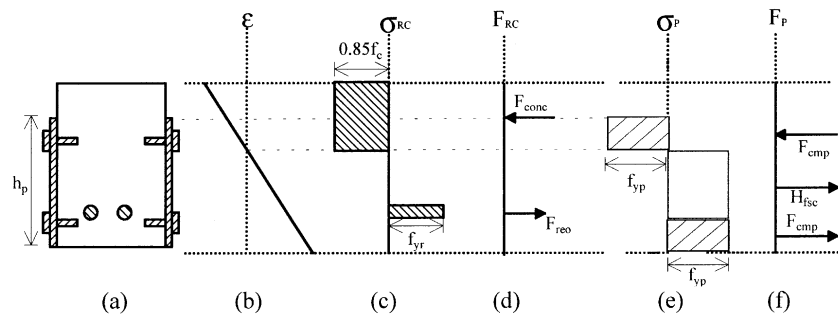 ε
σRC
FRC
σP
FP
0.85fc
Fconc
Fcmp
hp
fyp
Hfsc
Freo
Fcmp
fyr
fyp
(a)
(b)
(c)
(d)
(e)
(f)